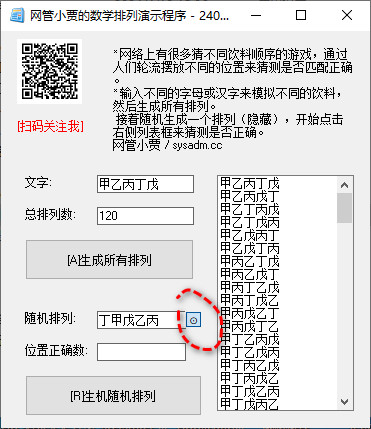 网管小贾的数学排列演示程序 - 240...
*网络上有很多猜不同饮料顺序的游戏，通过
人们轮流摆放不同的位置来猜测是否匹配正确
。
*输入不同的字母或汉字来模拟不同的饮料，
然后生成所有排列。
接着随机生成一个排列（隐藏），开始点击
右侧列表框来猜测是否正确。
网管小贾 / sysadm.cc
[扫码关注我]
文字:
甲乙丙丁戊
总排列数:
120
[A]生成所有排列
随机排列:
丁甲戊乙丙
位置正确数:
[R]生机随机排列
甲乙丙丁戊
甲乙丙戊丁
甲乙丁丙戊
甲乙丁戊丙
甲乙戊丙丁
甲乙戊丁丙
甲丙乙丁戊
甲丙乙戊丁
甲丙丁乙戊
甲丙丁戊乙
甲丙戊乙丁
甲丙戊丁乙
甲丁乙丙戊
甲丁乙戊丙
甲丁丙乙戊
甲丁丙戊乙
甲丁戊乙丙
甲丁戊丙乙